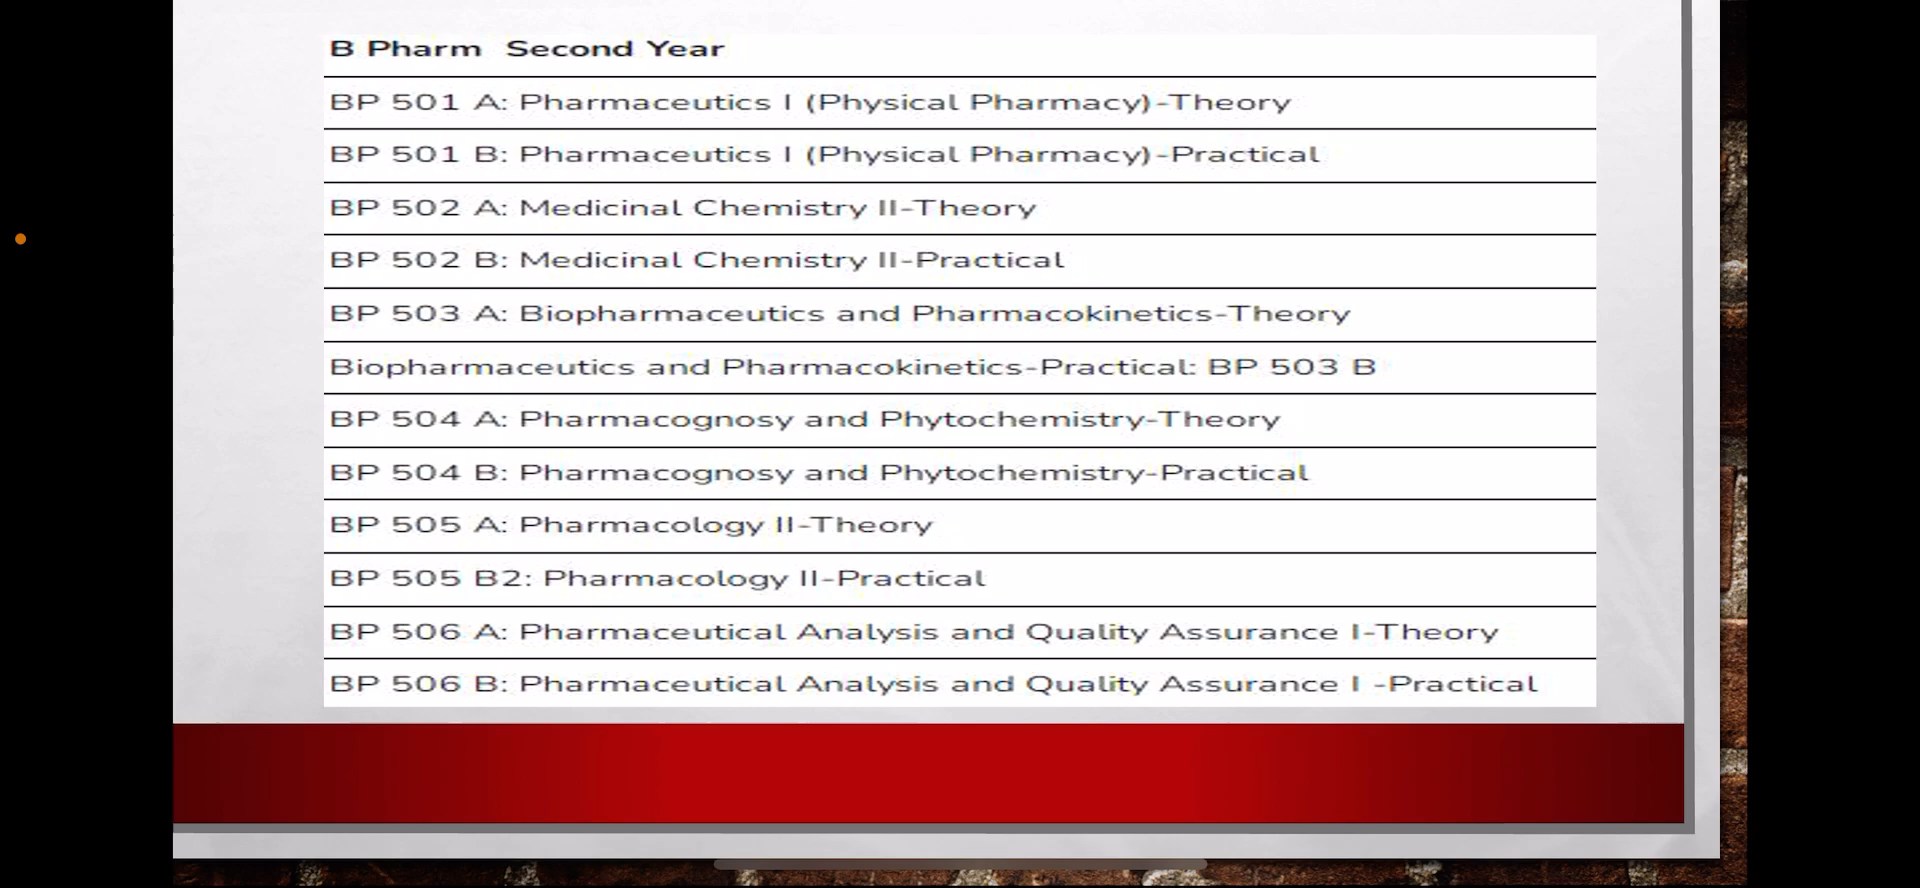 B Pharm  Second Year
BP 501 A: Pharmaceutics I (Physical Pharmacy)-Theory
BP 501 B: Pharmaceutics I (Physical Pharmacy)-Practical
BP 502 A: Medicinal Chemistry II-Theory
BP 502 B: Medicinal Chemistry II-Practical
BP 503 A: Biopharmaceutics and Pharmacokinetics-Theory
Biopharmaceutics and Pharmacokinetics-Practical: BP 503 B
BP 504 A: Pharmacognosy and Phytochemistry-Theory
BP 504 B: Pharmacognosy and Phytochemistry-Practical
BP 505 A: Pharmacology II-Theory
BP 505 B2: Pharmacology II-Practical
BP 506 A: Pharmaceutical Analysis and Quality Assurance I-Theory
BP 506 B: Pharmaceutical Analysis and Quality Assurance I -Practical